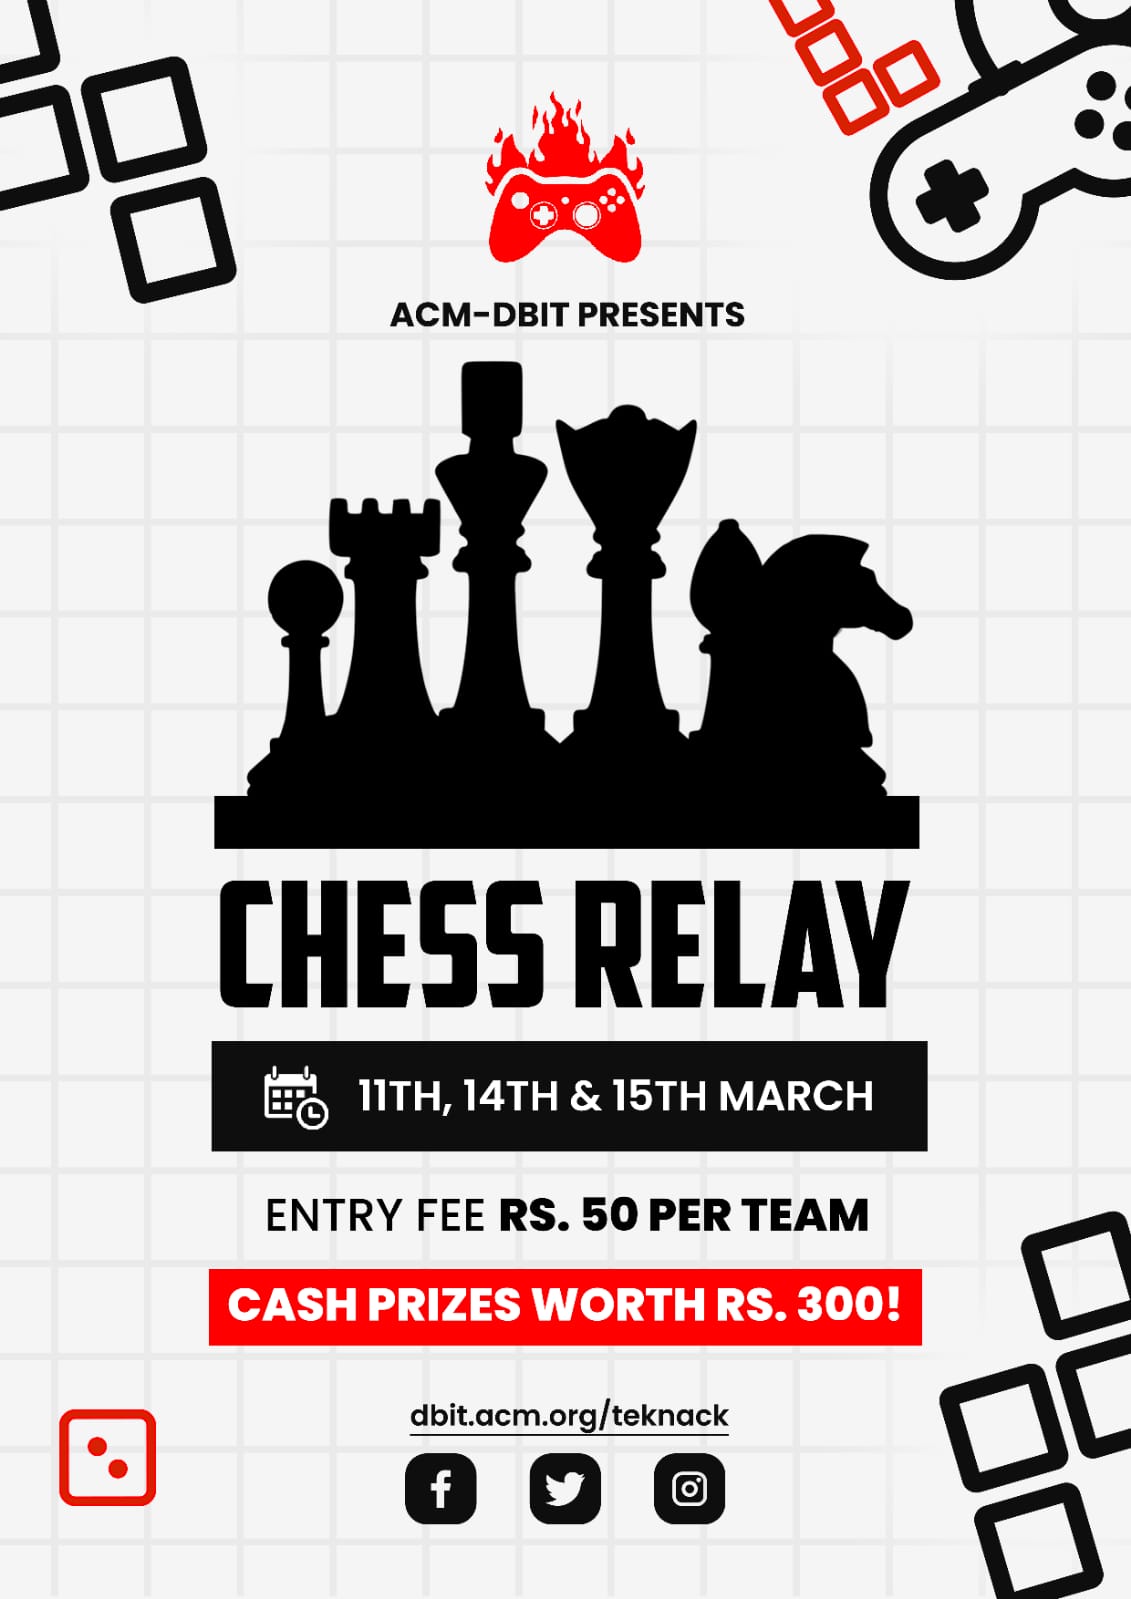 ACM-DBIT PRESENTS
CHESS RELAY
11TH, 14TH & 15TH MARCH
ENTRY FEE RS. 50 PER TEAM
CASH PRIZES WORTH RS. 300!
dbit.acm.org/teknack